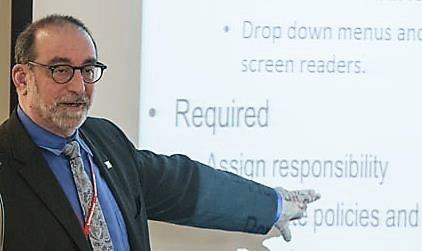 • Drop down menus and
screen readers.
• Required
Assign responsibility
policies and